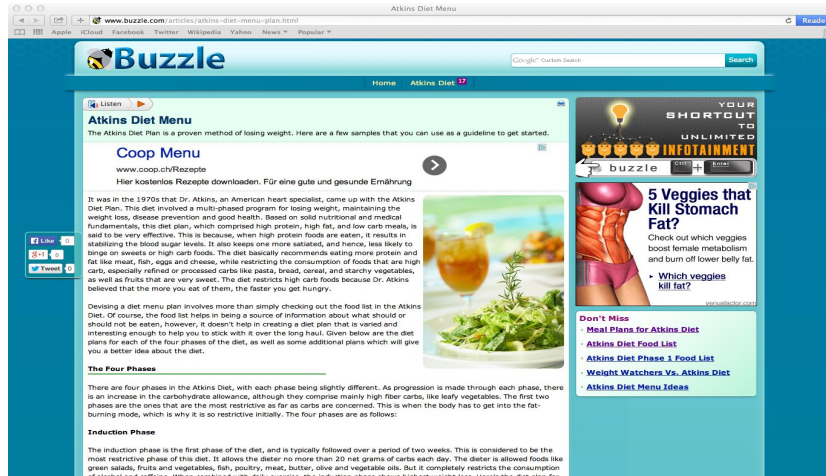 Atkins Diet Menu
www.buzzle.com/articles/atkins-diet-menu-plan.html
Reade
Apple iCloud Facebook Twitter Wikipedia Yahoo News Popular
Buzzle
Google Custom Search
Search
Home Atkins Diet 17
Listen
Atkins Diet Menu
The Atkins Diet Plan is a proven method of losing weight. Here are a few samples that you can use as a guideline to get started.
Coop Menu
www.coop.ch/Rezepte
Hier kostenlos Rezepte downloaden. Für eine gute und gesunde Ernährung
It was in the 1970s that Dr. Atkins, an American heart specialist, came up with the Atkins
Diet Plan. This diet involved a multi-phased program for losing weight, maintaining the
weight loss, disease prevention and good health. Based on solid nutritional and medical
fundamentals, this diet plan, which comprised high protein, high fat, and low carb meals, is
said to be very effective. This is because, when high protein foods are eaten, it results in
stabilizing the blood sugar levels. It also keeps one more satiated, and hence, less likely to
binge on sweets or high carb foods. The diet basically recommends eating more protein and
fat like meat, fish, eggs and cheese, while restricting the consumption of foods that are high
carb, especially refined or processed carbs like pasta, bread, cereal, and starchy vegetables,
as well as fruits that are very sweet. The diet restricts high carb foods because Dr. Atkins
believed that the more you eat of them, the faster you get hungry.
Devising a diet menu plan involves more than simply checking out the food list in the Atkins
Diet. Of course, the food list helps in being a source of information about what should or
should not be eaten, however, it doesn't help in creating a diet plan that is varied and
interesting enough to help you to stick with it over the long haul. Given below are the diet
plans for each of the four phases of the diet, as well as some additional plans which will give
you a better idea about the diet.
The Four Phases
There are four phases in the Atkins Diet, with each phase being slightly different. As progression is made through each phase, there
is an increase in the carbohydrate allowance, although they comprise mainly high fiber carbs, like leafy vegetables. The first two
phases are the ones that are the most restrictive as far as carbs are concerned. This is when the body has to get into the fat-
burning mode, which is why it is so restrictive initially. The four phases are as follows:
Induction Phase
The induction phase is the first phase of the diet, and is typically followed over a period of two weeks. This is considered to be the
most restrictive phase of this diet. It allows the dieter no more than 20 net grams of carbs each day. The dieter is allowed foods like
green salads, fruits and vegetables, fish, poultry, meat, butter, olive and vegetable oils. But it completely restricts the consumption
Like 0
g+1 0
Tweet 0
YOUR
SHORTCUT
TO
UNLIMITED
INFOTAINMENT
buzzle Ctrl + Enter
5 Veggies that
Kill Stomach
Fat?
Check out which veggies
boost female metabolism
and burn off lower belly fat.
Which veggies
kill fat?
venusfactor.com
Don't Miss
Meal Plans for Atkins Diet
Atkins Diet Food List
Atkins Diet Phase 1 Food List
Weight Watchers Vs. Atkins Diet
Atkins Diet Menu Ideas